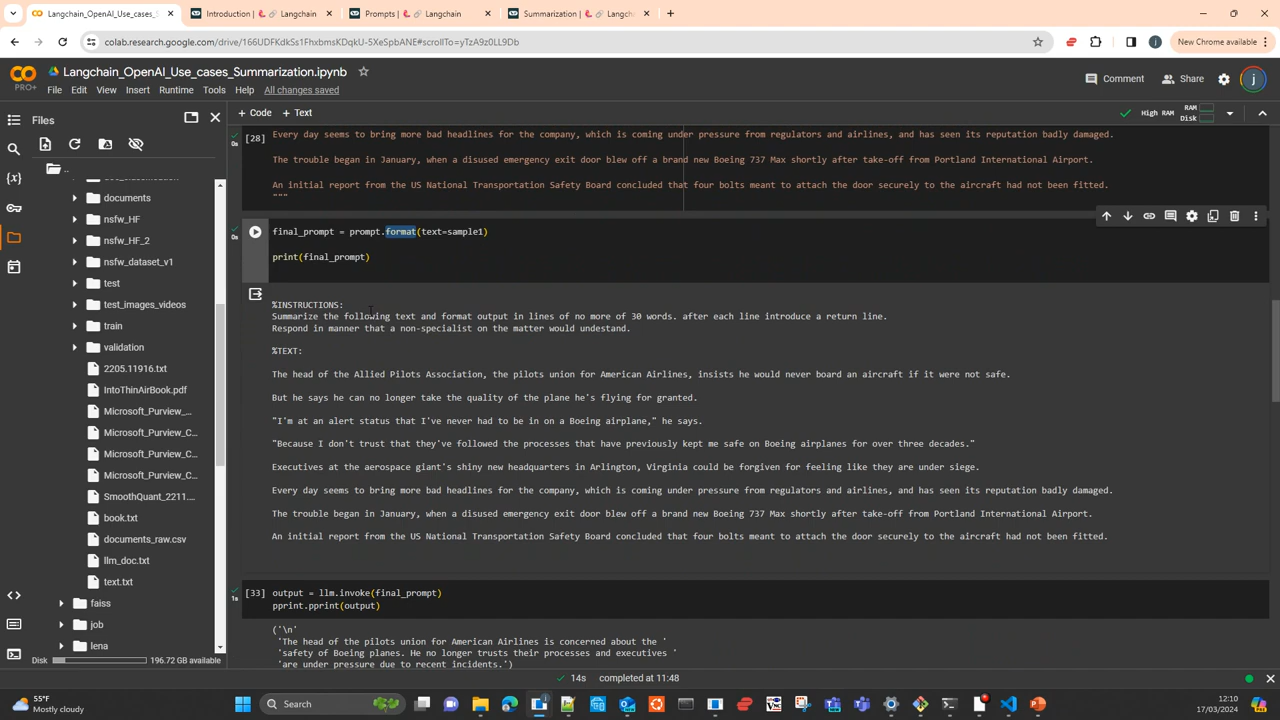 Langchain_OpenAI_Use_cases_
Introduction | Langchain
Prompts | Langchain
Summarization | Langcha
colab.research.google.com/drive/166UDFKdkSs1FhxbmsKDqkU-5XeSpbANE#scrollTo=yTzA9z0LL9Db
New Chrome available
PRO+
Langchain_OpenAI_Use_cases_Summarization.ipynb
File Edit View Insert Runtime Tools Help All changes saved
Comment
Share
Files
+ Code + Text
High RAM
RAM
Disk
..
documents
nsfw_HF
nsfw_HF_2
nsfw_dataset_v1
test
test_images_videos
train
validation
2205.11916.txt
IntoThinAirBook.pdf
Microsoft_Purview_...
Microsoft_Purview_C...
Microsoft_Purview_C...
Microsoft_Purview_C...
SmoothQuant_2211....
book.txt
documents_raw.csv
llm_doc.txt
text.txt
faiss
job
lena
Disk 196.72 GB available
[28] Every day seems to bring more bad headlines for the company, which is coming under pressure from regulators and airlines, and has seen its reputation badly damaged.
0s
The trouble began in January, when a disused emergency exit door blew off a brand new Boeing 737 Max shortly after take-off from Portland International Airport.
An initial report from the US National Transportation Safety Board concluded that four bolts meant to attach the door securely to the aircraft had not been fitted.
"""
final_prompt = prompt.format(text=sample1)
0s
print(final_prompt)
%INSTRUCTIONS:
Summarize the following text and format output in lines of no more of 30 words. after each line introduce a return line.
Respond in manner that a non-specialist on the matter would undestand.
%TEXT:
The head of the Allied Pilots Association, the pilots union for American Airlines, insists he would never board an aircraft if it were not safe.
But he says he can no longer take the quality of the plane he's flying for granted.
"I'm at an alert status that I've never had to be in on a Boeing airplane," he says.
"Because I don't trust that they've followed the processes that have previously kept me safe on Boeing airplanes for over three decades."
Executives at the aerospace giant's shiny new headquarters in Arlington, Virginia could be forgiven for feeling like they are under siege.
Every day seems to bring more bad headlines for the company, which is coming under pressure from regulators and airlines, and has seen its reputation badly damaged.
The trouble began in January, when a disused emergency exit door blew off a brand new Boeing 737 Max shortly after take-off from Portland International Airport.
An initial report from the US National Transportation Safety Board concluded that four bolts meant to attach the door securely to the aircraft had not been fitted.
[33] output = llm.invoke(final_prompt)
1s
pprint.pprint(output)
('\n'
'The head of the pilots union for American Airlines is concerned about the '
'safety of Boeing planes. He no longer trusts their processes and executives '
'are under pressure due to recent incidents.')
14s completed at 11:48
55°F
Mostly cloudy
Search
12:10
17/03/2024